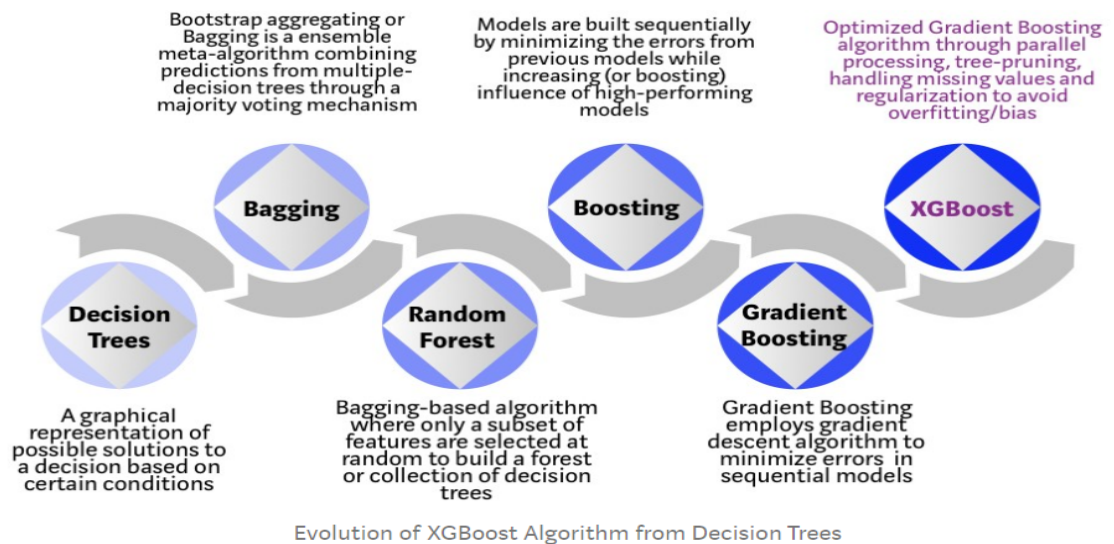 Bootstrap aggregating or
Bagging is a ensemble
meta-algorithm combining
predictions from multiple-
decision trees through a
majority voting mechanism
Models are built sequentially
by minimizing the errors from
previous models while
increasing (or boosting)
influence of high-performing
models
Optimized Gradient Boosting
algorithm through parallel
processing, tree-pruning,
handling missing values and
regularization to avoid
overfitting/bias
Bagging
Boosting
XGBoost
Decision
Trees
Random
Forest
Gradient
Boosting
A graphical
representation of
possible solutions to
a decision based on
certain conditions
Bagging-based algorithm
where only a subset of
features are selected at
random to build a forest
or collection of decision
trees
Gradient Boosting
employs gradient
descent algorithm to
minimize errors in
sequential models
Evolution of XGBoost Algorithm from Decision Trees